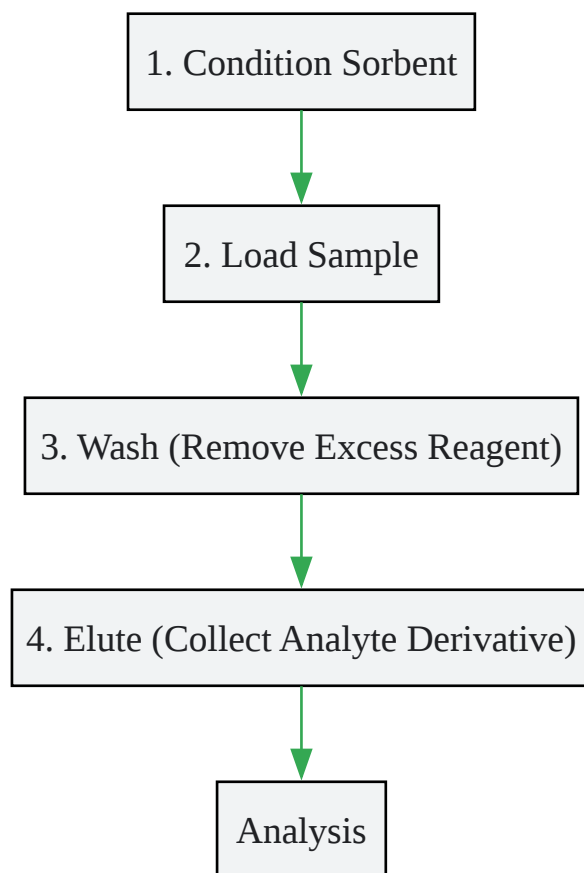 1. Condition Sorbent
2. Load Sample
3. Wash (Remove Excess Reagent)
4. Elute (Collect Analyte Derivative)
Analysis